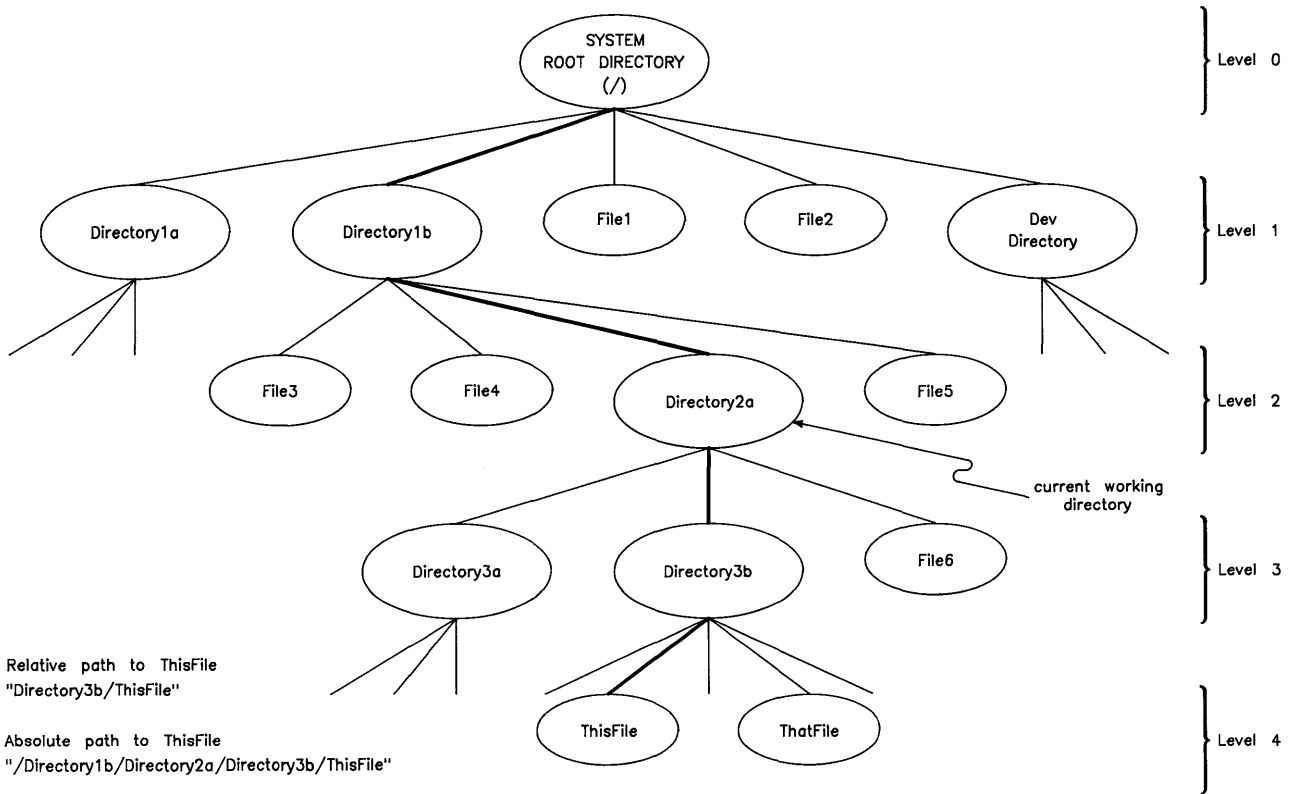 SYSTEM
ROOT DIRECTORY
(/)
Level 0
Directory1a
Directory1b
File1
File2
Dev
Directory
Level 1
File3
File4
Directory2a
File5
Level 2
current working
directory
Directory3a
Directory3b
File6
Level 3
Relative path to ThisFile
"Directory3b/ThisFile"
ThisFile
ThatFile
Level 4
Absolute path to ThisFile
"/Directory1b/Directory2a/Directory3b/ThisFile"